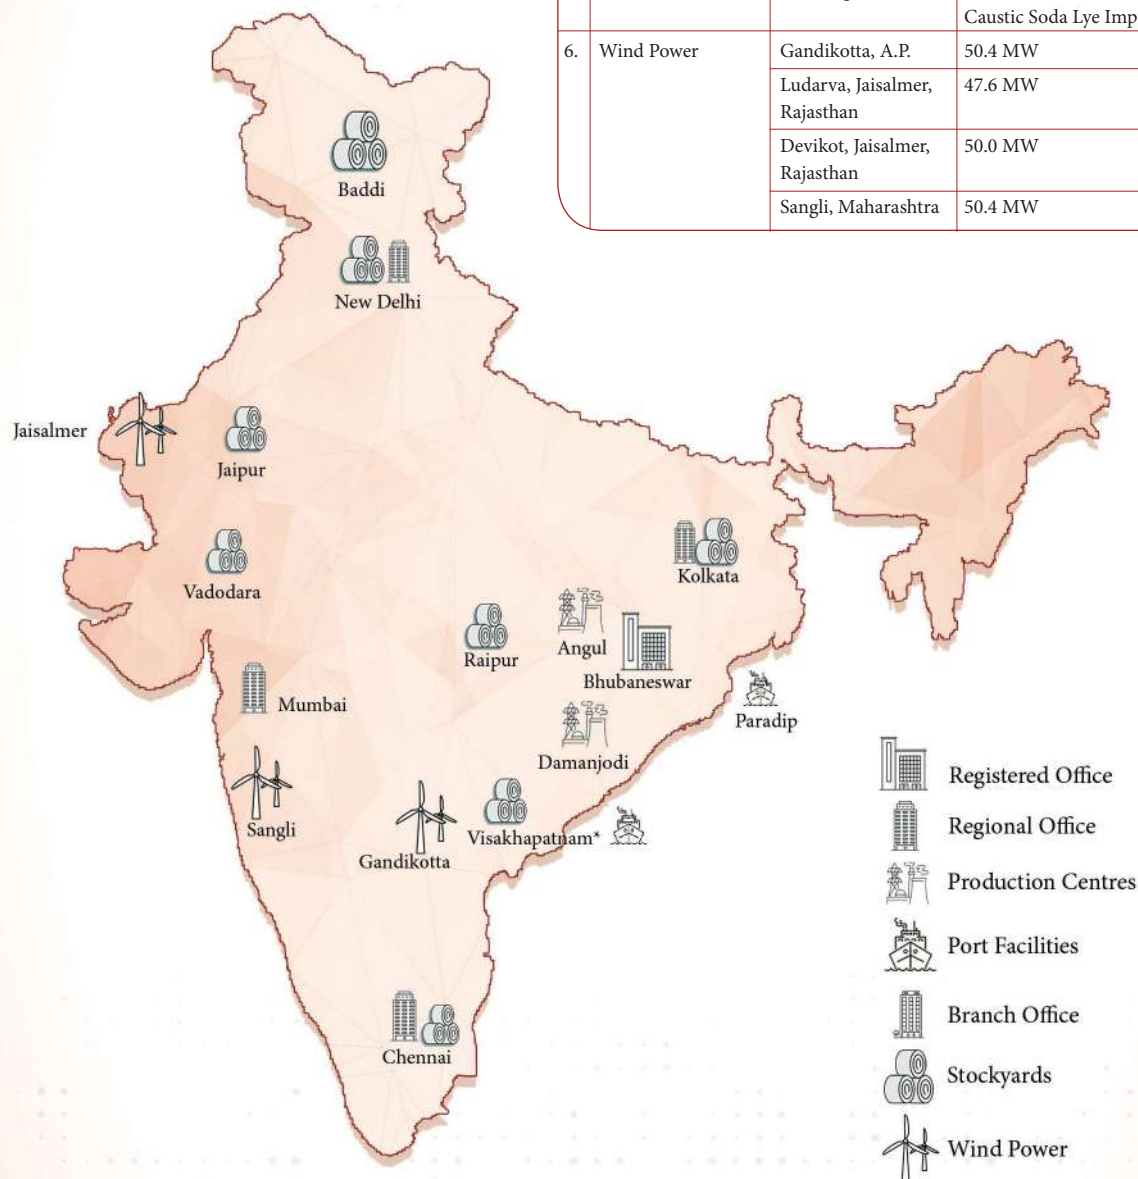 Caustic Soda Lye Imp
6. Wind Power Gandikotta, A.P. 50.4 MW
Ludarva, Jaisalmer, 47.6 MW
Rajasthan
Devikot, Jaisalmer, 50.0 MW
Rajasthan
Sangli, Maharashtra 50.4 MW
Baddi
New Delhi
Jaisalmer
Jaipur
Vadodara
Kolkata
Raipur
Angul
Bhubaneswar
Mumbai
Paradip
Damanjodi
Sangli
Visakhapatnam*
Gandikotta
Chennai
Registered Office
Regional Office
Production Centres
Port Facilities
Branch Office
Stockyards
Wind Power